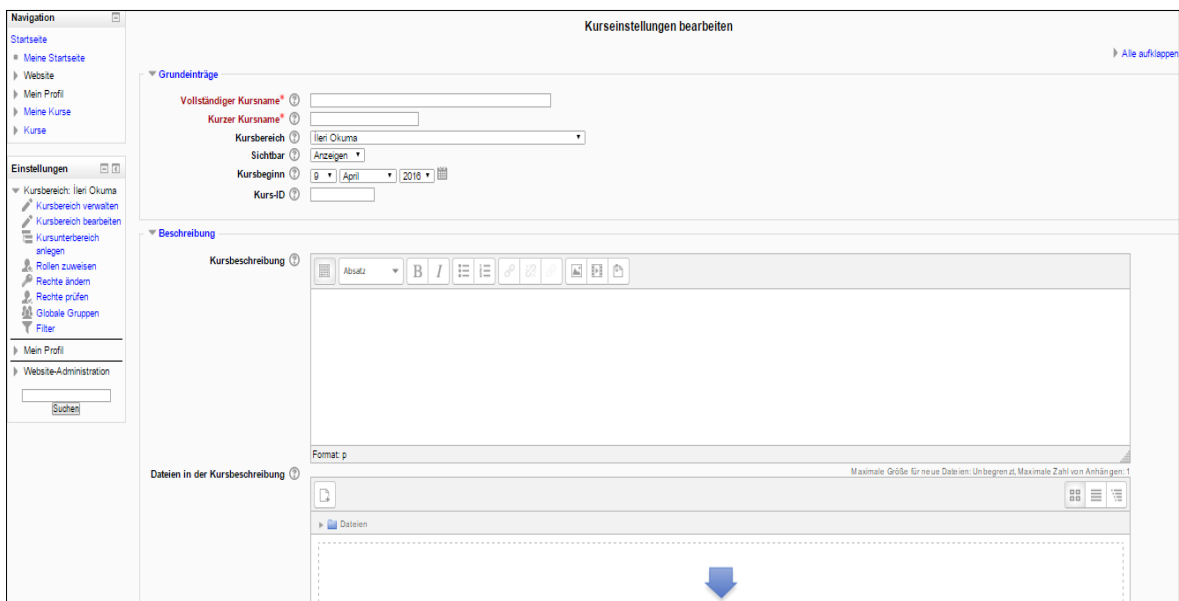 Navigation
Startseite
Meine Startseite
Website
Mein Profil
Meine Kurse
Kurse
Einstellungen
Kursbereich: İleri Okuma
Kursbereich verwalten
Kursbereich bearbeiten
Kursunterbereich
anlegen
Rollen zuweisen
Rechte ändern
Rechte prüfen
Globale Gruppen
Filter
Mein Profil
Website-Administration
Suchen
Kurseinstellungen bearbeiten
Alle aufklappen
Grundeinträge
Vollständiger Kursname*
Kurzer Kursname*
Kursbereich İleri Okuma
Sichtbar Anzeigen
Kursbeginn 9 April 2016
Kurs-ID
Beschreibung
Kursbeschreibung
Absatz B I
Format: p
Dateien in der Kursbeschreibung
Maximale Größe für neue Dateien: Unbegrenzt, Maximale Zahl von Anhängen: 1
Dateien